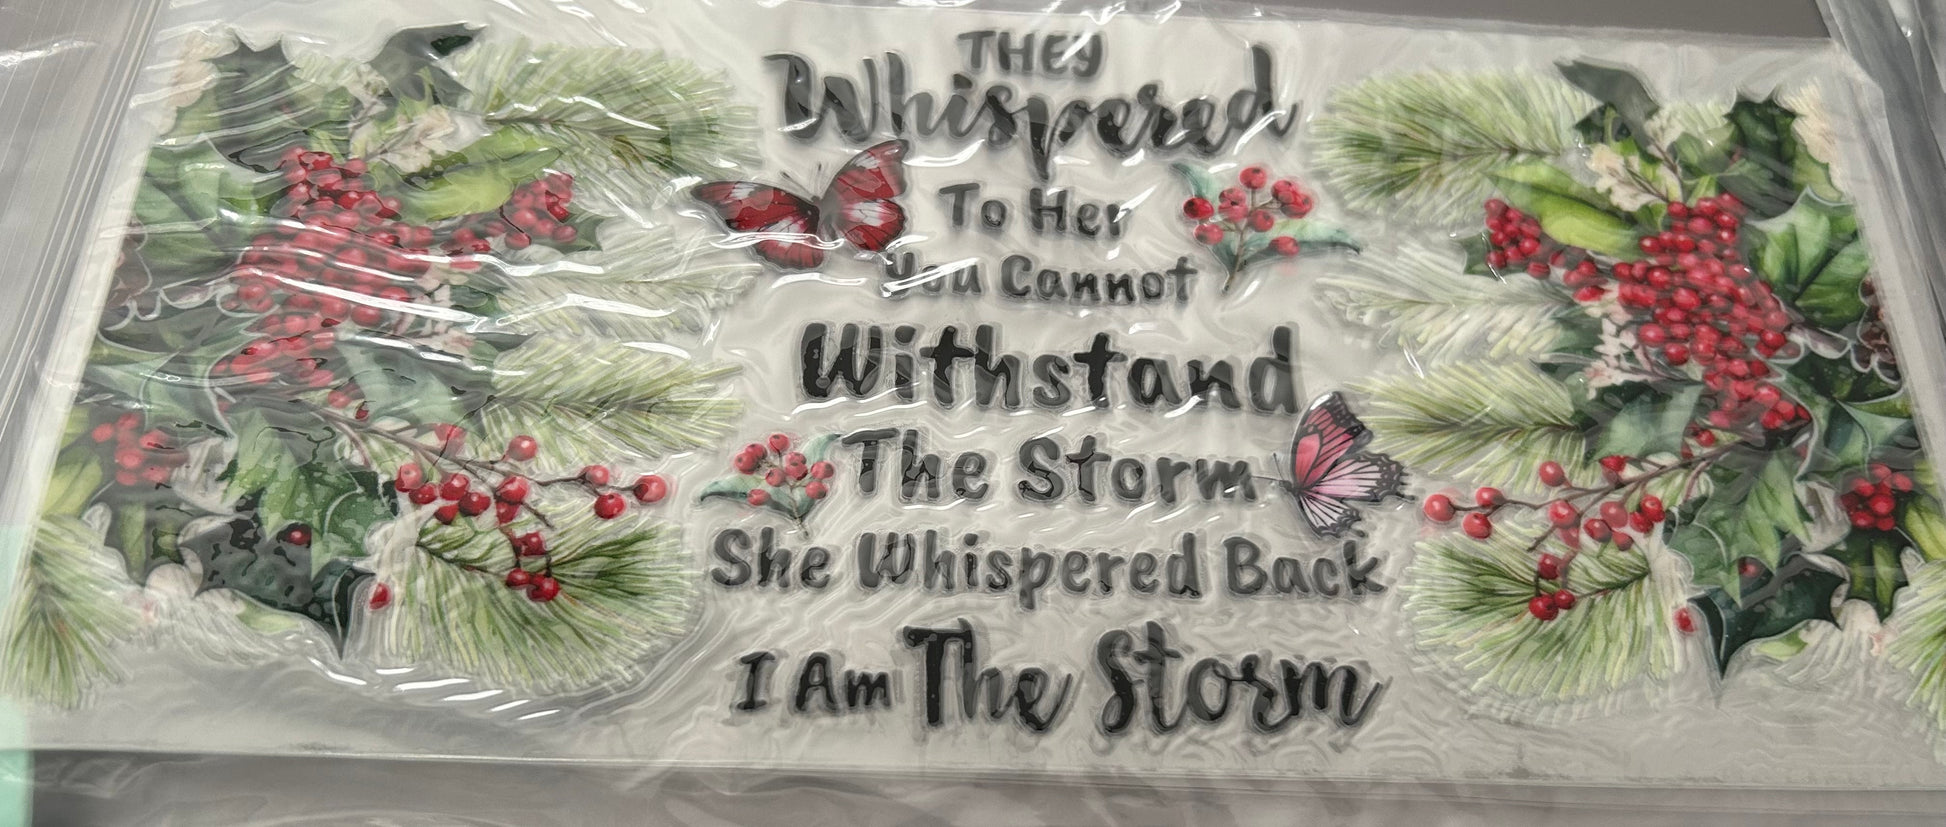 THEY
Whispered
To Her
You Cannot
Withstand
The Storm
She Whispered Back
I Am The Storm